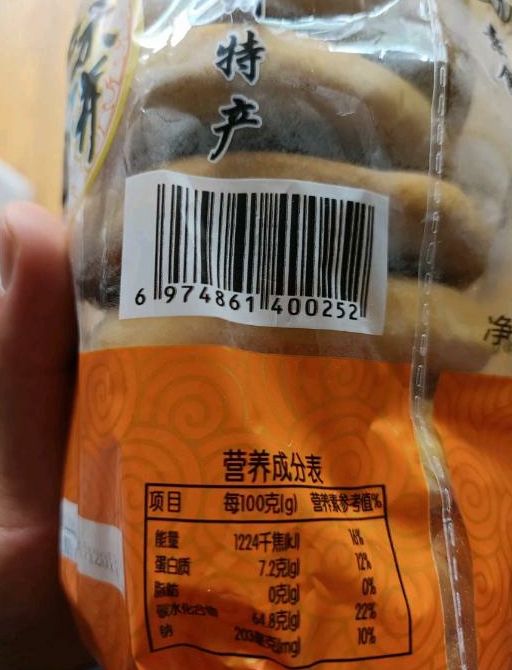 特产
饼
6 974861 400252
净
营养成分表
项目 每100克(g) 营养素参考值%
能量 1224千焦(kJ) 16%
蛋白质 7.2克(g) 12%
脂肪 0克(g) 0%
碳水化合物 64.8克(g) 22%
钠 203毫克(mg) 10%